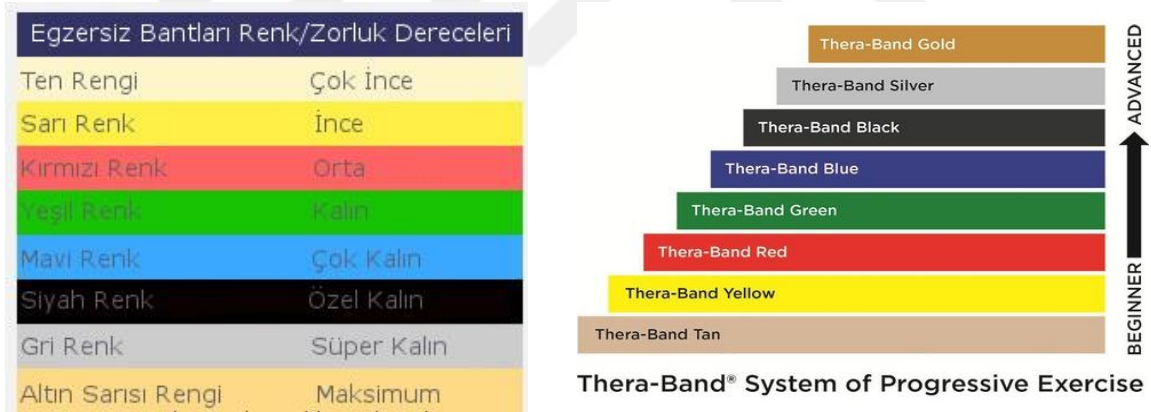 Egzersiz Bantları Renk/Zorluk Dereceleri
Ten Rengi Çok İnce
Sarı Renk İnce
Kırmızı Renk Orta
Yeşil Renk Kalın
Mavi Renk Çok Kalın
Siyah Renk Özel Kalın
Gri Renk Süper Kalın
Altın Sarısı Rengi Maksimum
Thera-Band Gold
Thera-Band Silver
Thera-Band Black
Thera-Band Blue
Thera-Band Green
Thera-Band Red
Thera-Band Yellow
Thera-Band Tan
BEGINNER ADVANCED
Thera-Band® System of Progressive Exercise